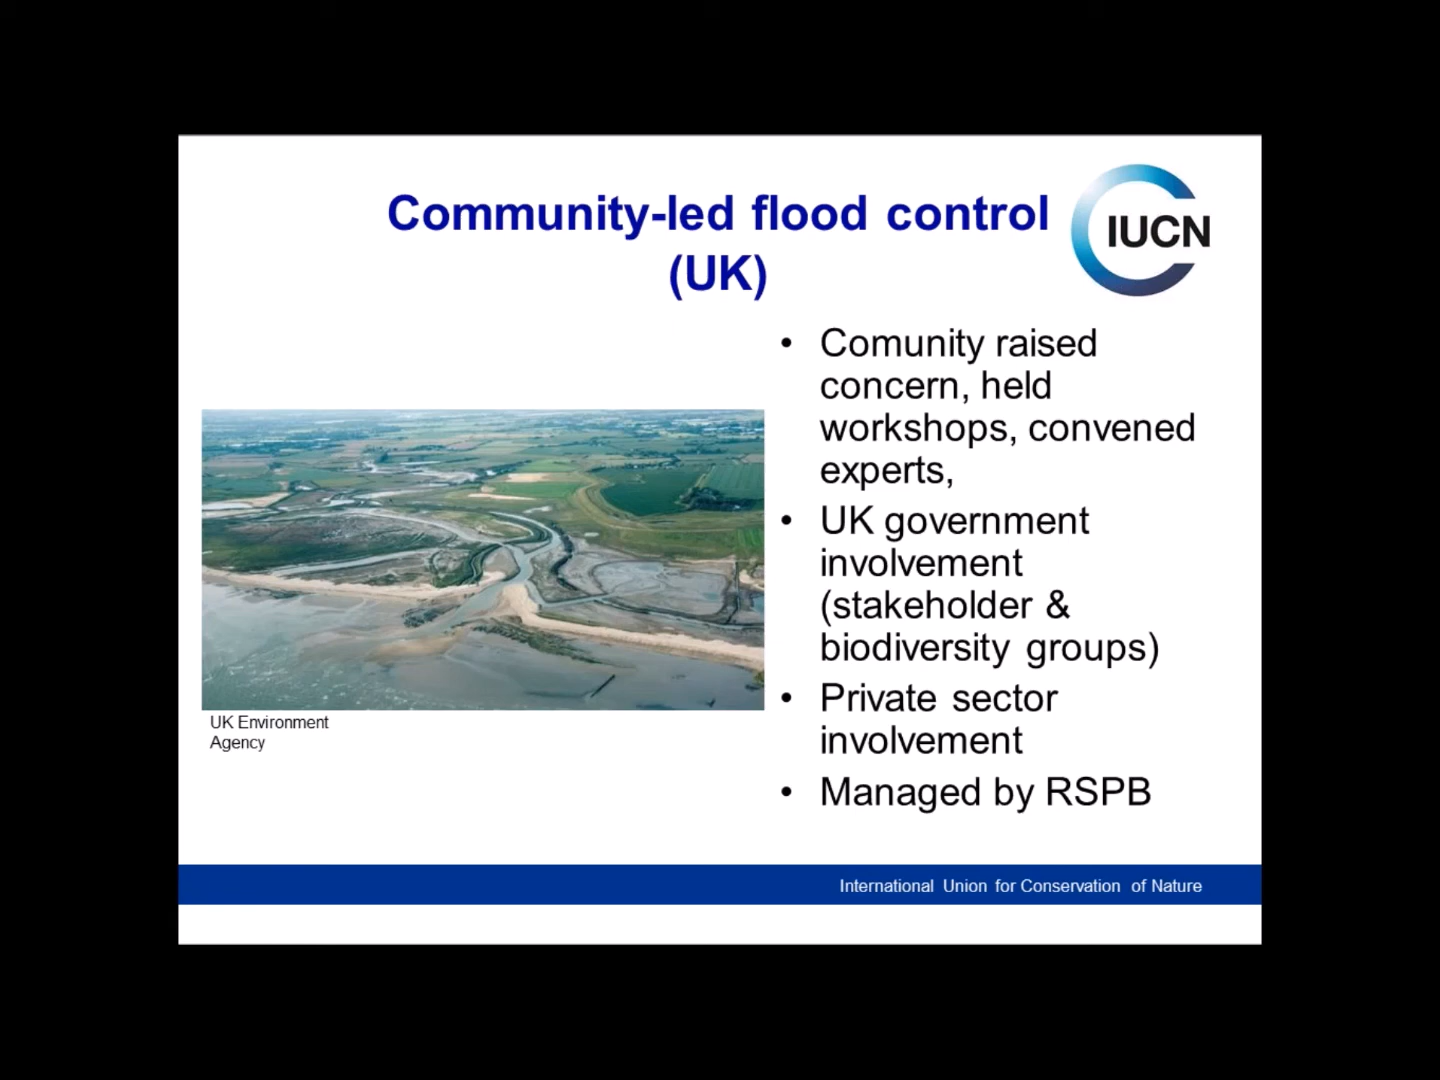 Community-led flood control
(UK)
IUCN
• Comunity raised
concern, held
workshops, convened
experts,
• UK government
involvement
(stakeholder &
biodiversity groups)
• Private sector
involvement
• Managed by RSPB
UK Environment
Agency
International Union for Conservation of Nature